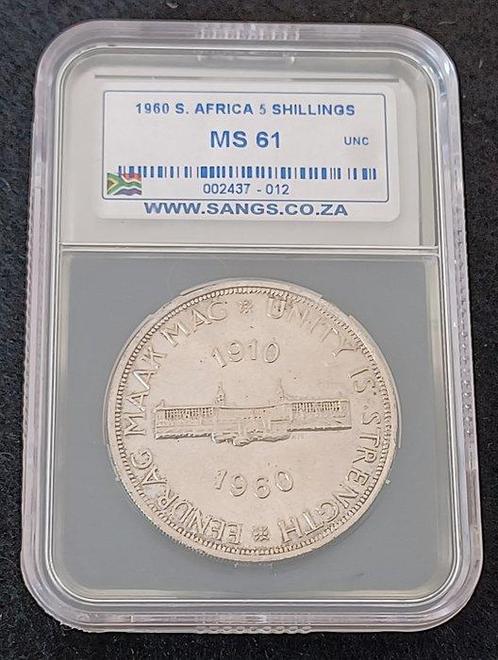 1960 S. AFRICA 5 SHILLINGS
MS 61 UNC
002437 - 012
WWW.SANGS.CO.ZA
EENDRAG MAAK MAG * UNITY IS STRENGTH *
1910
1960